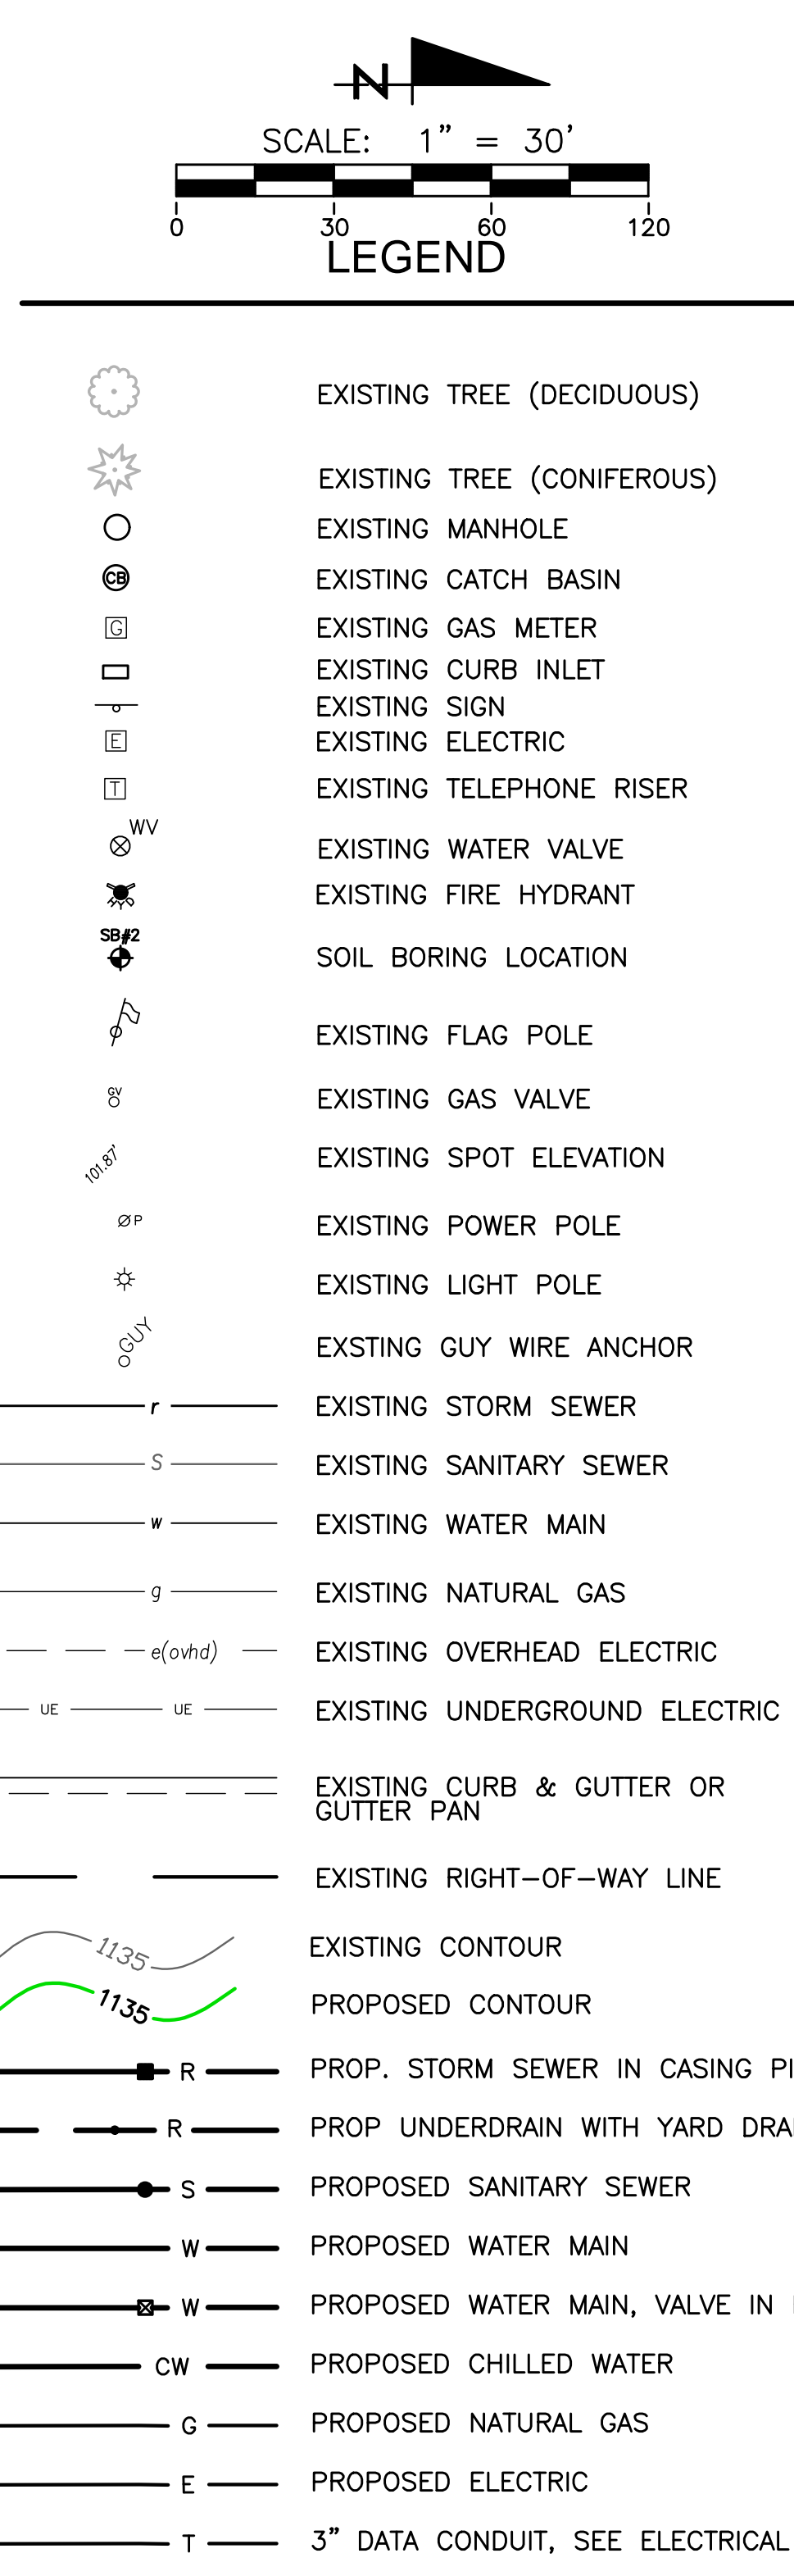 N
SCALE: 1" = 30'
0 30 60 120
LEGEND
EXISTING TREE (DECIDUOUS)
EXISTING TREE (CONIFEROUS)
EXISTING MANHOLE
CB EXISTING CATCH BASIN
G EXISTING GAS METER
EXISTING CURB INLET
EXISTING SIGN
E EXISTING ELECTRIC
T EXISTING TELEPHONE RISER
WV
EXISTING WATER VALVE
EXISTING FIRE HYDRANT
SB#2
SOIL BORING LOCATION
EXISTING FLAG POLE
GV
EXISTING GAS VALVE
101.87' EXISTING SPOT ELEVATION
P EXISTING POWER POLE
EXISTING LIGHT POLE
GUY EXSTING GUY WIRE ANCHOR
r EXISTING STORM SEWER
S EXISTING SANITARY SEWER
w EXISTING WATER MAIN
g EXISTING NATURAL GAS
e(ovhd) EXISTING OVERHEAD ELECTRIC
UE UE EXISTING UNDERGROUND ELECTRIC
EXISTING CURB & GUTTER OR
GUTTER PAN
EXISTING RIGHT-OF-WAY LINE
1135 EXISTING CONTOUR
1135 PROPOSED CONTOUR
R PROP. STORM SEWER IN CASING
R PROP UNDERDRAIN WITH YARD
S PROPOSED SANITARY SEWER
W PROPOSED WATER MAIN
W PROPOSED WATER MAIN, VALVE IN
CW PROPOSED CHILLED WATER
G PROPOSED NATURAL GAS
E PROPOSED ELECTRIC
T 3" DATA CONDUIT, SEE ELECTRICAL